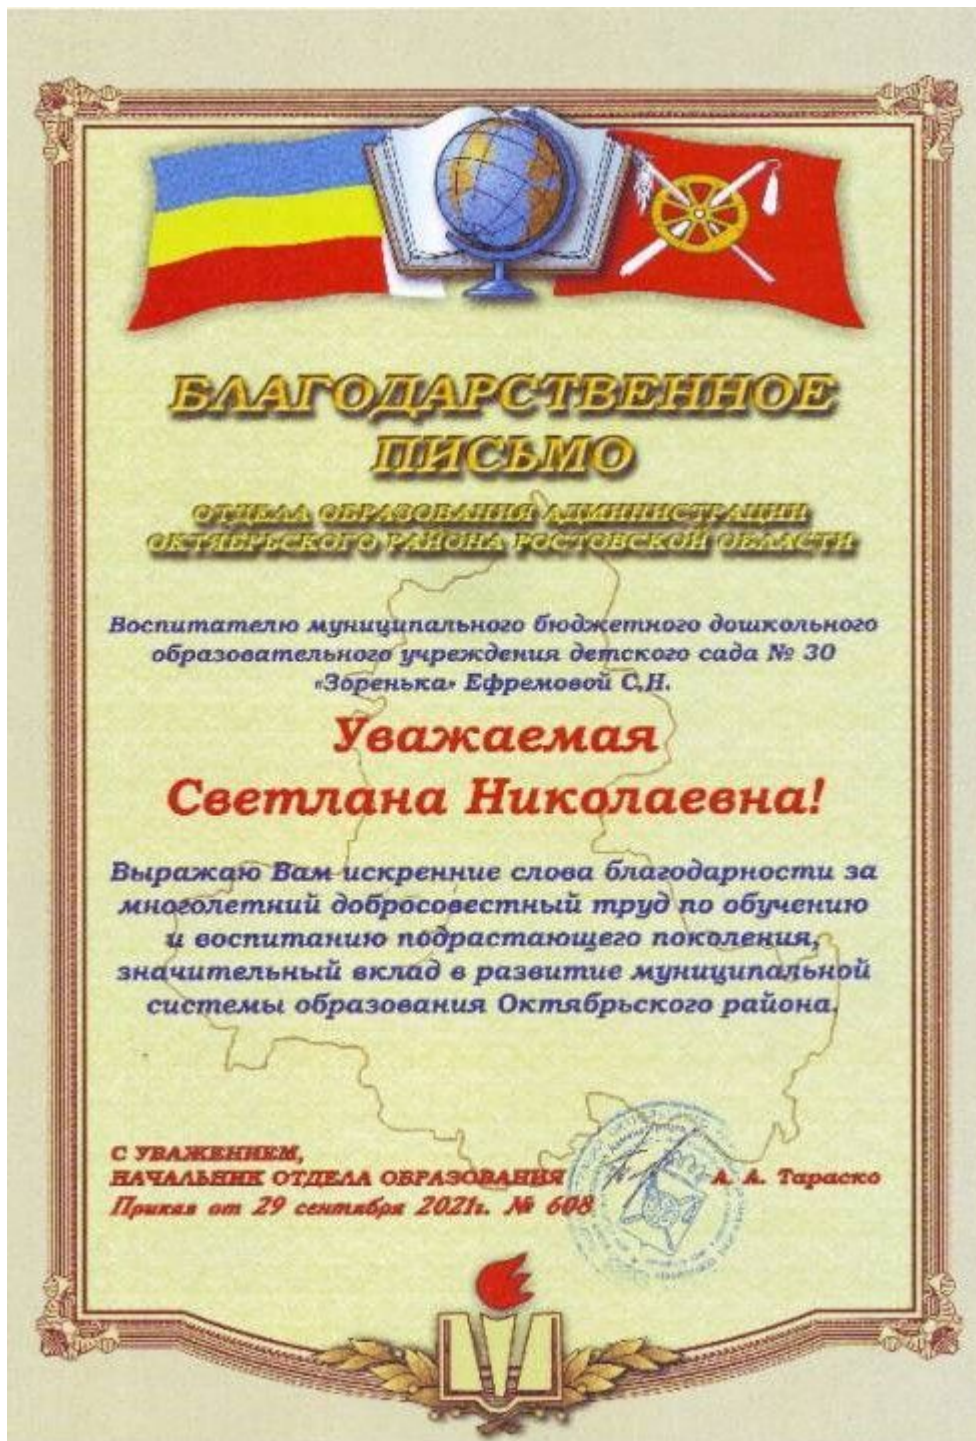 БЛАГОДАРСТВЕННОЕ
ПИСЬМО
ОТДЕЛА ОБРАЗОВАНИЯ АДМИНИСТРАЦИИ
ОКТЯБРЬСКОГО РАЙОНА РОСТОВСКОЙ ОБЛАСТИ
Воспитателю муниципального бюджетного дошкольного
образовательного учреждения детского сада № 30
«Зоренька» Ефремовой С.Н.
Уважаемая
Светлана Николаевна!
Выражаю Вам искренние слова благодарности за
многолетний добросовестный труд по обучению
и воспитанию подрастающего поколения,
значительный вклад в развитие муниципальной
системы образования Октябрьского района.
С УВАЖЕНИЕМ,
НАЧАЛЬНИК ОТДЕЛА ОБРАЗОВАНИЯ А. А. Тараско
Приказ от 29 сентября 2021г. № 608